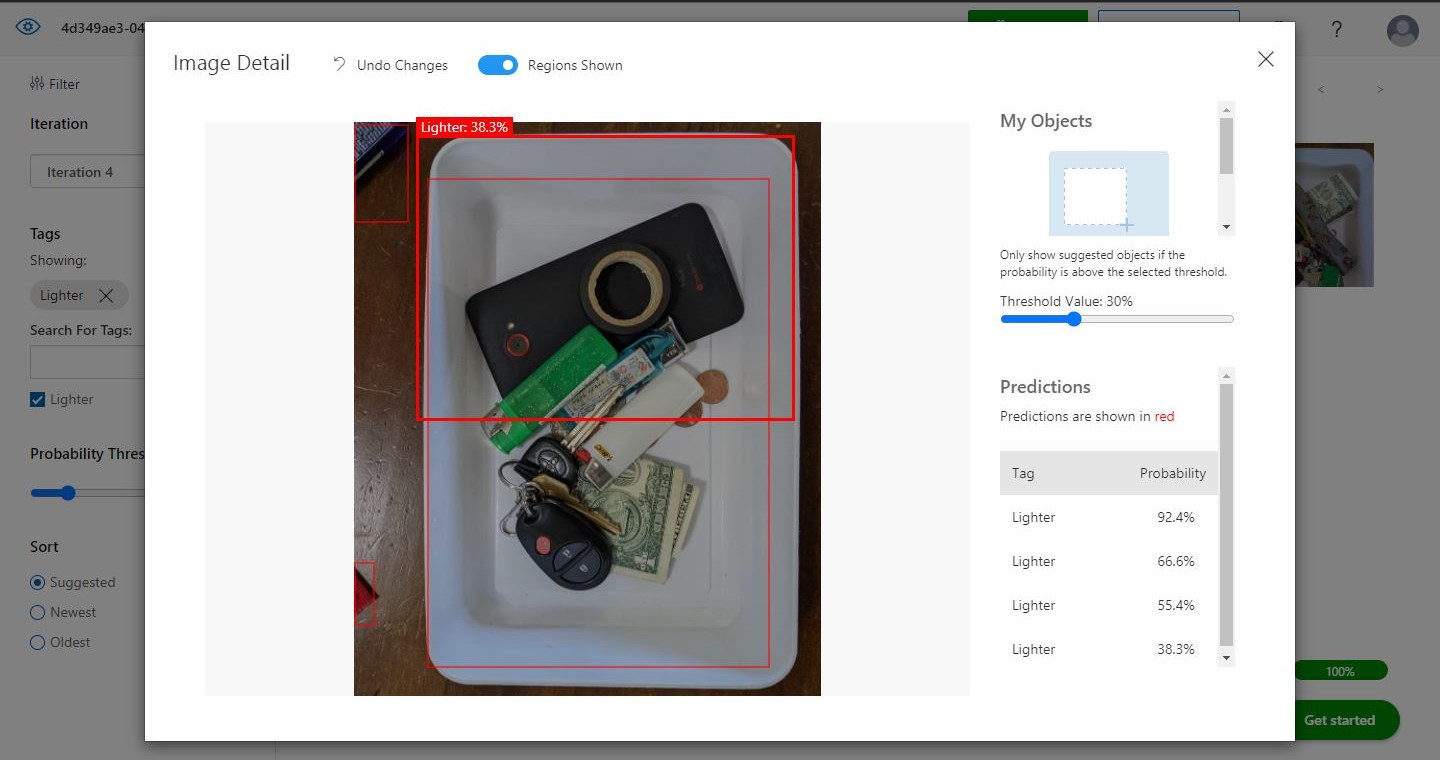 4d349ae3-04
Image Detail
Undo Changes
Regions Shown
Filter
Iteration
Iteration 4
Tags
Showing:
Lighter
Search For Tags:
Lighter
Probability Thres
Sort
Suggested
Newest
Oldest
Lighter: 38.3%
My Objects
Only show suggested objects if the
probability is above the selected threshold.
Threshold Value: 30%
Predictions
Predictions are shown in red
Tag Probability
Lighter 92.4%
Lighter 66.6%
Lighter 55.4%
Lighter 38.3%
?
<
>
100%
Get started